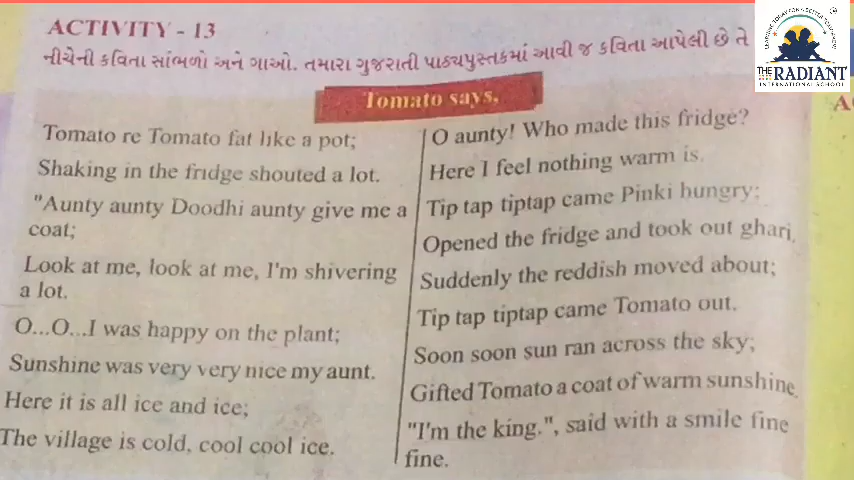 ACTIVITY - 13
નીચેની કવિતા સાંભળો અને ગાઓ. તમારા ગુજરાતી પાઠ્યપુસ્તકમાં આવી જ કવિતા આપેલી છે તે
Tomato says,
Tomato re Tomato fat like a pot;
Shaking in the fridge shouted a lot.
"Aunty aunty Doodhi aunty give me a
coat;
Look at me, look at me, I'm shivering
a lot.
O...O...I was happy on the plant;
Sunshine was very very nice my aunt.
Here it is all ice and ice;
The village is cold, cool cool ice.
O aunty! Who made this fridge?
Here I feel nothing warm is.
Tip tap tiptap came Pinki hungry;
Opened the fridge and took out ghari,
Suddenly the reddish moved about;
Tip tap tiptap came Tomato out.
Soon soon sun ran across the sky;
Gifted Tomato a coat of warm sunshine,
"I'm the king.", said with a smile fine
fine.
THE RADIANT
INTERNATIONAL SCHOOL